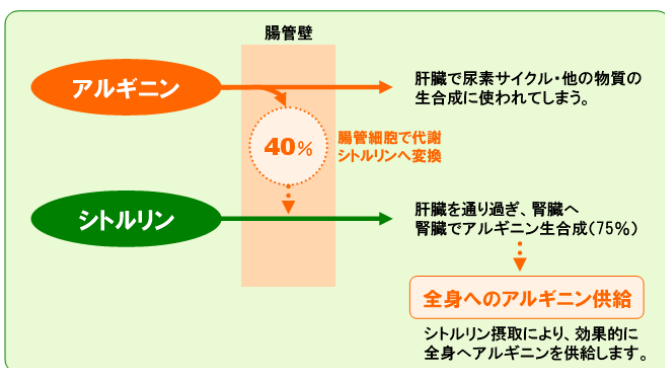 腸管壁
アルギニン
肝臓で尿素サイクル・他の物質の
生合成に使われてしまう。
40%
腸管細胞で代謝
シトルリンへ変換
シトルリン
肝臓を通り過ぎ、腎臓へ
腎臓でアルギニン生合成(75%)
全身へのアルギニン供給
シトルリン摂取により、効果的に
全身へアルギニンを供給します。